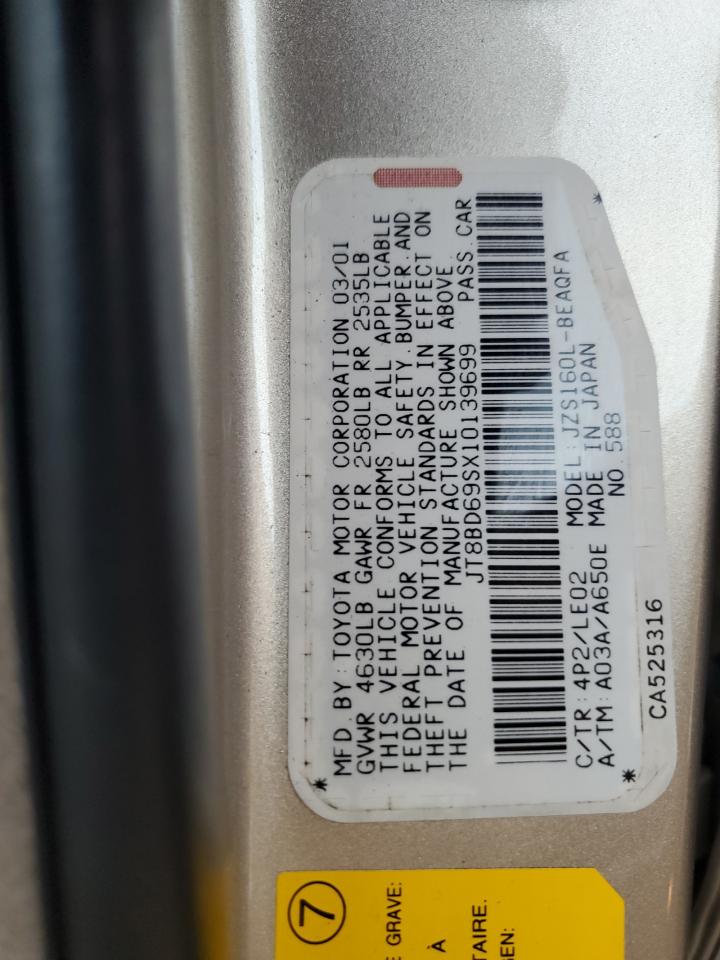 MFD.BY:TOYOTA MOTOR CORPORATION 03/01
GVWR 4630LB GAWR FR 2580LB RR 2535LB
THIS VEHICLE CONFORMS TO ALL APPLICABLE
FEDERAL MOTOR VEHICLE SAFETY.BUMPER.AND
THEFT PREVENTION STANDARDS IN EFFECT ON
THE DATE OF MANUFACTURE SHOWN ABOVE.
JT8BD69SX10139699 PASS.CAR
C/TR:4P2/LE02 MODEL:JZS160L-BEAQFA
A/TM:A03A/A650E MADE IN JAPAN
NO.588
CA525316
7
GRAVE:
À
TAIRE.
GEN: